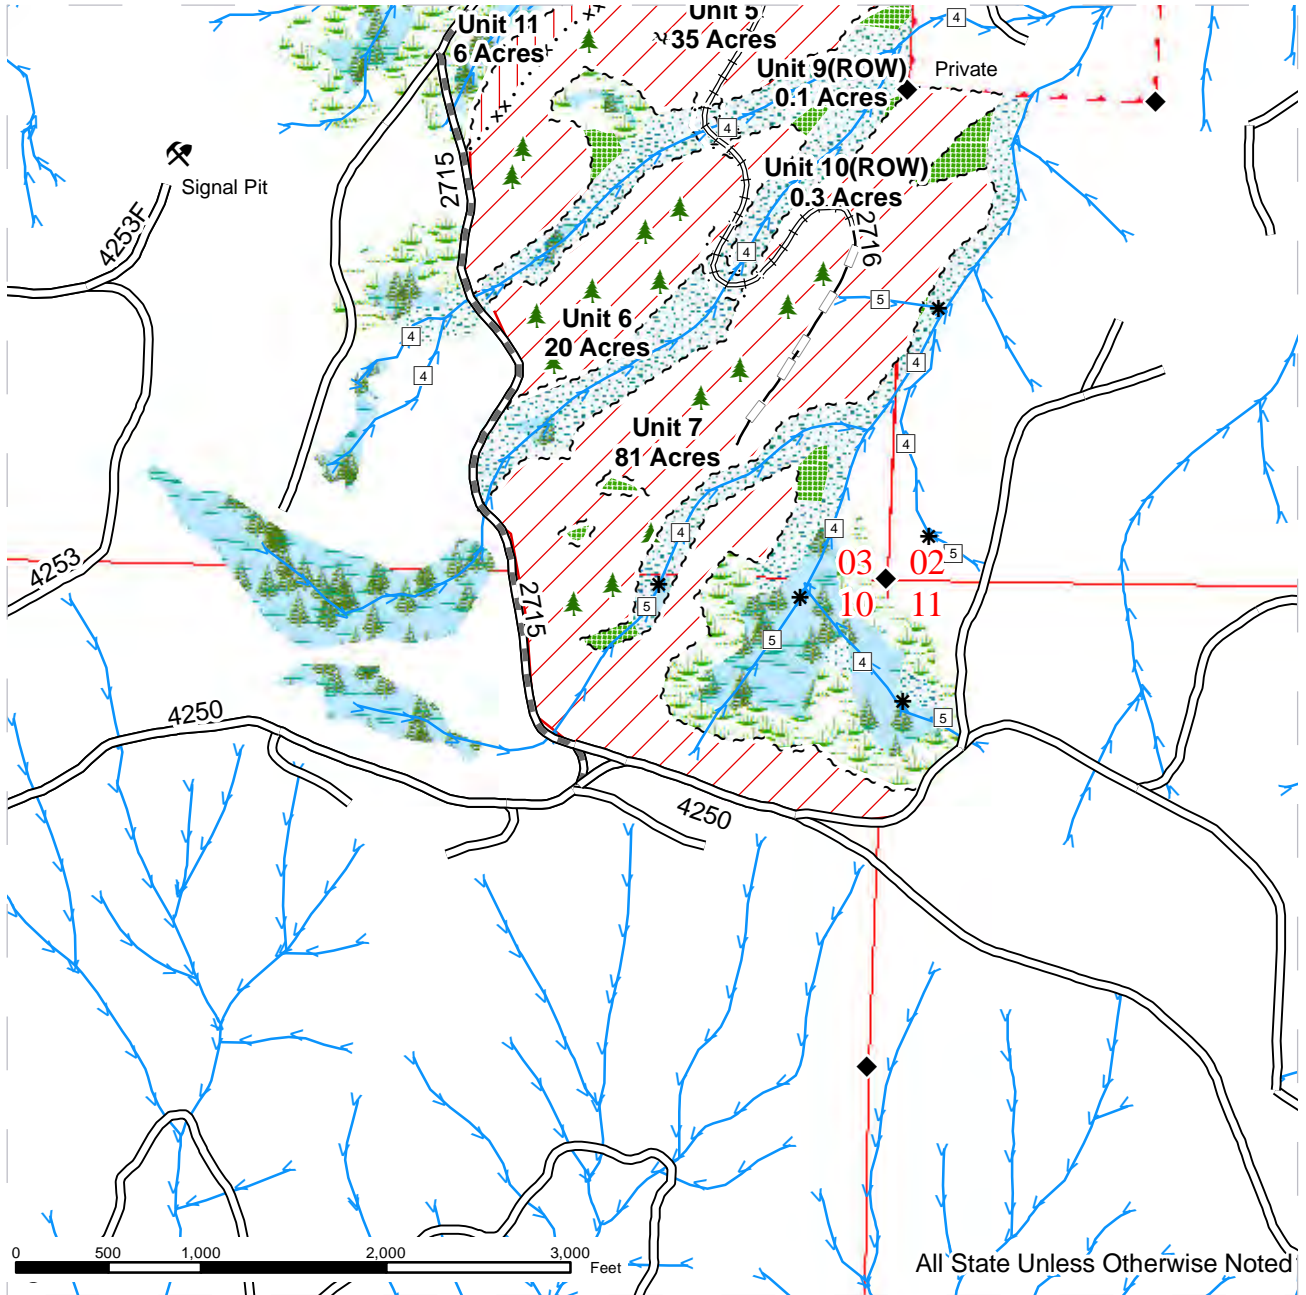 Unit 11
6 Acres
Unit 5
35 Acres
4
Unit 9(ROW)
0.1 Acres
Private
4
Signal Pit
2715
Unit 10(ROW)
0.3 Acres
4253F
2716
4
5
4
Unit 6
20 Acres
4
4
Unit 7
81 Acres
4
4
4
5
03 02
10 11
4253
2715
5
5
4
5
4250
4250
0 500 1,000 2,000 3,000
Feet
All State Unless Otherwise Noted